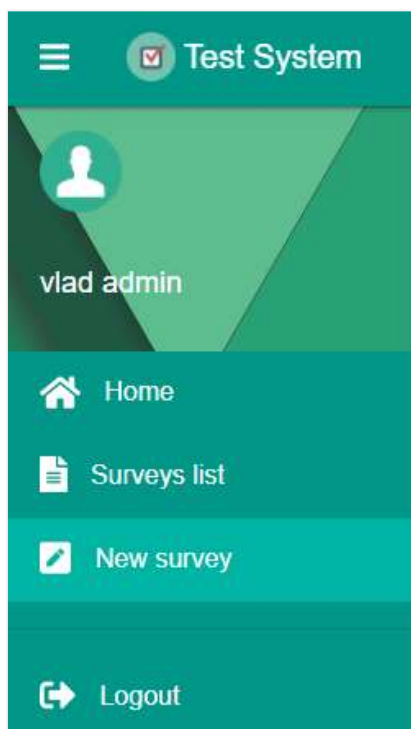 Test System
vlad admin
Home
Surveys list
New survey
Logout